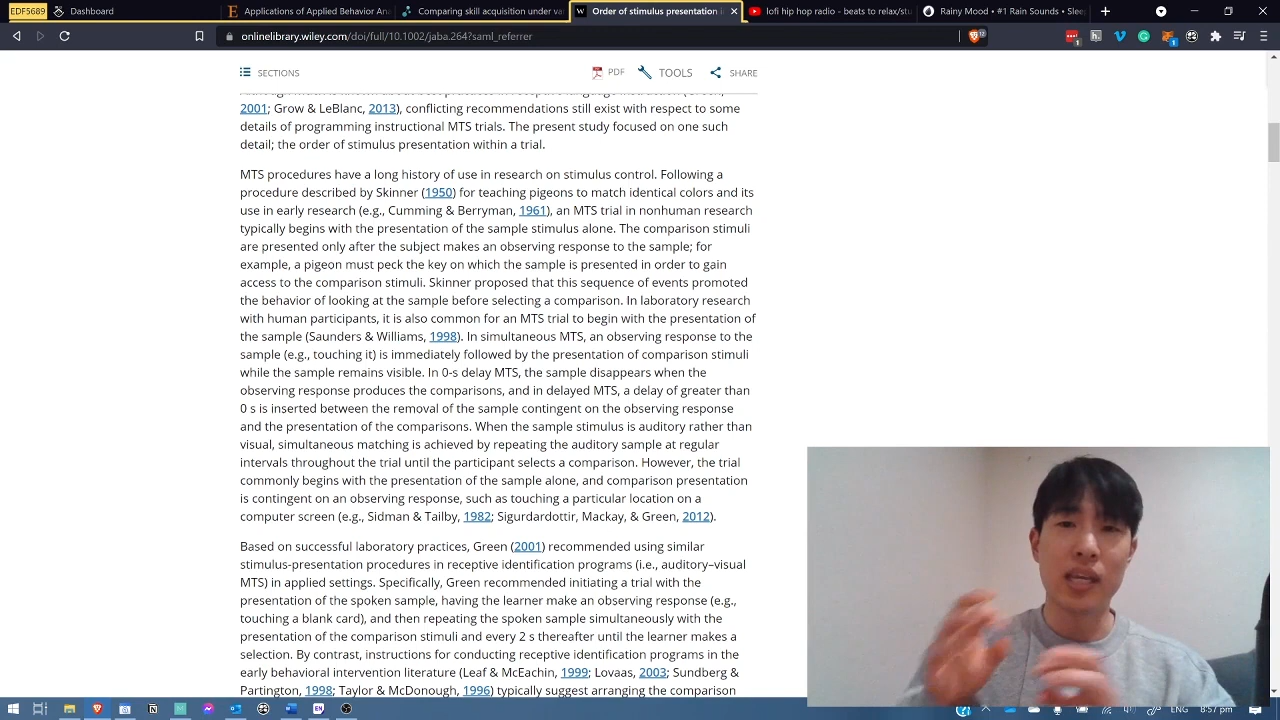 EDF5689
Dashboard
Applications of Applied Behavior Ana
Comparing skill acquisition under va
Order of stimulus presentation i
lofi hip hop radio - beats to relax/stu
Rainy Mood • #1 Rain Sounds • Slee
onlinelibrary.wiley.com/doi/full/10.1002/jaba.264?saml_referrer
12
SECTIONS
PDF
TOOLS
SHARE
2001; Grow & LeBlanc, 2013), conflicting recommendations still exist with respect to some
details of programming instructional MTS trials. The present study focused on one such
detail; the order of stimulus presentation within a trial.
MTS procedures have a long history of use in research on stimulus control. Following a
procedure described by Skinner (1950) for teaching pigeons to match identical colors and its
use in early research (e.g., Cumming & Berryman, 1961), an MTS trial in nonhuman research
typically begins with the presentation of the sample stimulus alone. The comparison stimuli
are presented only after the subject makes an observing response to the sample; for
example, a pigeon must peck the key on which the sample is presented in order to gain
access to the comparison stimuli. Skinner proposed that this sequence of events promoted
the behavior of looking at the sample before selecting a comparison. In laboratory research
with human participants, it is also common for an MTS trial to begin with the presentation of
the sample (Saunders & Williams, 1998). In simultaneous MTS, an observing response to the
sample (e.g., touching it) is immediately followed by the presentation of comparison stimuli
while the sample remains visible. In 0-s delay MTS, the sample disappears when the
observing response produces the comparisons, and in delayed MTS, a delay of greater than
0 s is inserted between the removal of the sample contingent on the observing response
and the presentation of the comparisons. When the sample stimulus is auditory rather than
visual, simultaneous matching is achieved by repeating the auditory sample at regular
intervals throughout the trial until the participant selects a comparison. However, the trial
commonly begins with the presentation of the sample alone, and comparison presentation
is contingent on an observing response, such as touching a particular location on a
computer screen (e.g., Sidman & Tailby, 1982; Sigurdardottir, Mackay, & Green, 2012).
Based on successful laboratory practices, Green (2001) recommended using similar
stimulus-presentation procedures in receptive identification programs (i.e., auditory–visual
MTS) in applied settings. Specifically, Green recommended initiating a trial with the
presentation of the spoken sample, having the learner make an observing response (e.g.,
touching a blank card), and then repeating the spoken sample simultaneously with the
presentation of the comparison stimuli and every 2 s thereafter until the learner makes a
selection. By contrast, instructions for conducting receptive identification programs in the
early behavioral intervention literature (Leaf & McEachin, 1999; Lovaas, 2003; Sundberg &
Partington, 1998; Taylor & McDonough, 1996) typically suggest arranging the comparison
ENG
8:57 pm